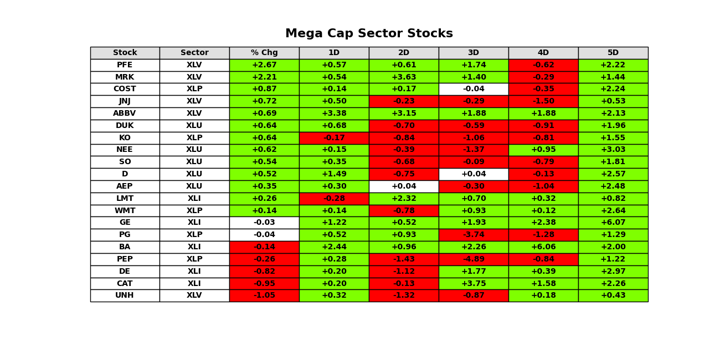 Mega Cap Sector Stocks
Stock Sector % Chg 1D 2D 3D 4D 5D
PFE XLV +2.67 +0.57 +0.61 +1.74 -0.62 +2.22
MRK XLV +2.21 +0.54 +3.63 +1.40 -0.29 +1.44
COST XLP +0.87 +0.14 +0.17 -0.04 -0.35 +2.24
JNJ XLV +0.72 +0.50 -0.23 -0.29 -1.50 +0.53
ABBV XLV +0.69 +3.38 +3.15 +1.88 +1.88 +2.13
DUK XLU +0.64 +0.68 -0.70 -0.59 -0.91 +1.96
KO XLP +0.64 -0.17 -0.84 -1.06 -0.81 +1.55
NEE XLU +0.62 +0.15 -0.39 -1.37 +0.95 +3.03
SO XLU +0.54 +0.35 -0.68 -0.09 -0.79 +1.81
D XLU +0.52 +1.49 -0.75 +0.04 -0.13 +2.57
AEP XLU +0.35 +0.30 +0.04 -0.30 -1.04 +2.48
LMT XLI +0.26 -0.28 +2.32 +0.70 +0.32 +0.82
WMT XLP +0.14 +0.14 -0.78 +0.93 +0.12 +2.64
GE XLI -0.03 +1.22 +0.52 +1.93 +2.38 +6.07
PG XLP -0.04 +0.52 +0.93 -3.74 -1.28 +1.29
BA XLI -0.14 +2.44 +0.96 +2.26 +6.06 +2.00
PEP XLP -0.26 +0.28 -1.43 -4.89 -0.84 +1.22
DE XLI -0.82 +0.20 -1.12 +1.77 +0.39 +2.97
CAT XLI -0.95 +0.20 -0.13 +3.75 +1.58 +2.26
UNH XLV -1.05 +0.32 -1.32 -0.87 +0.18 +0.43